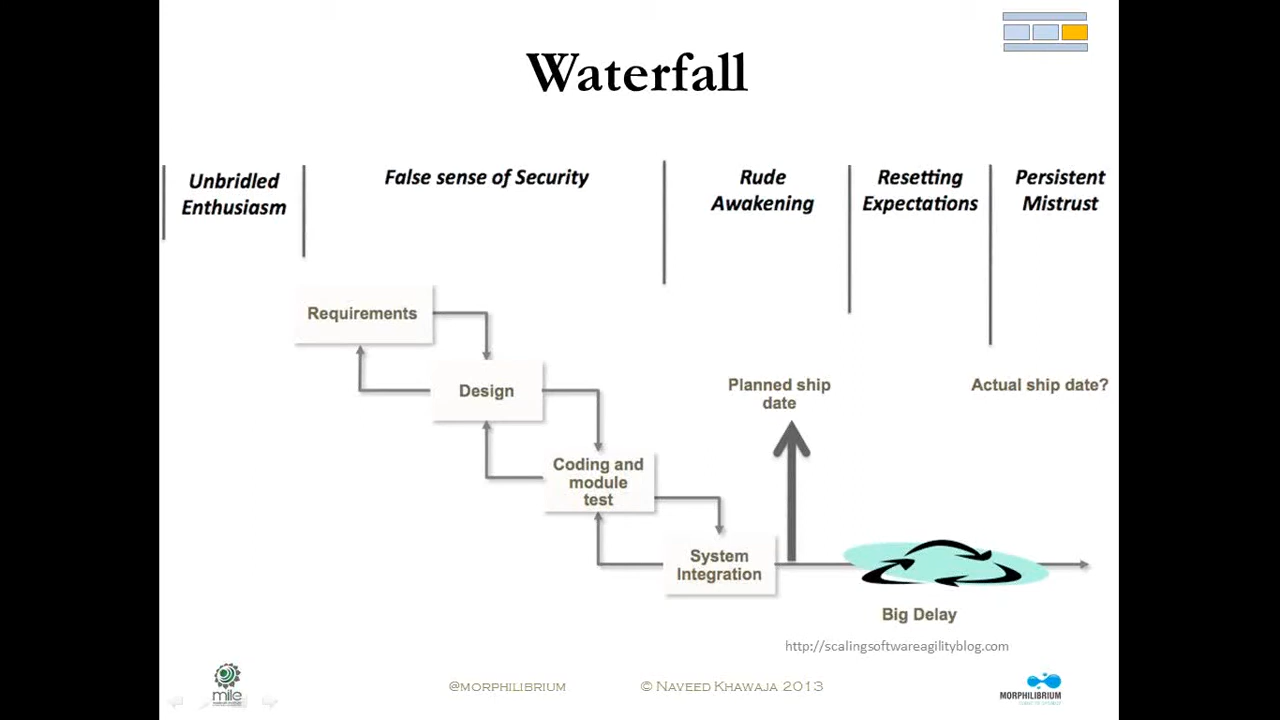 Waterfall
Unbridled
Enthusiasm
False sense of Security
Rude
Awakening
Resetting
Expectations
Persistent
Mistrust
Requirements
Design
Coding and
module
test
System
Integration
Planned ship
date
Actual ship date?
Big Delay
http://scalingsoftwareagilityblog.com
mile
@morphilibrium
© Naveed Khawaja 2013
MORPHILIBRIUM